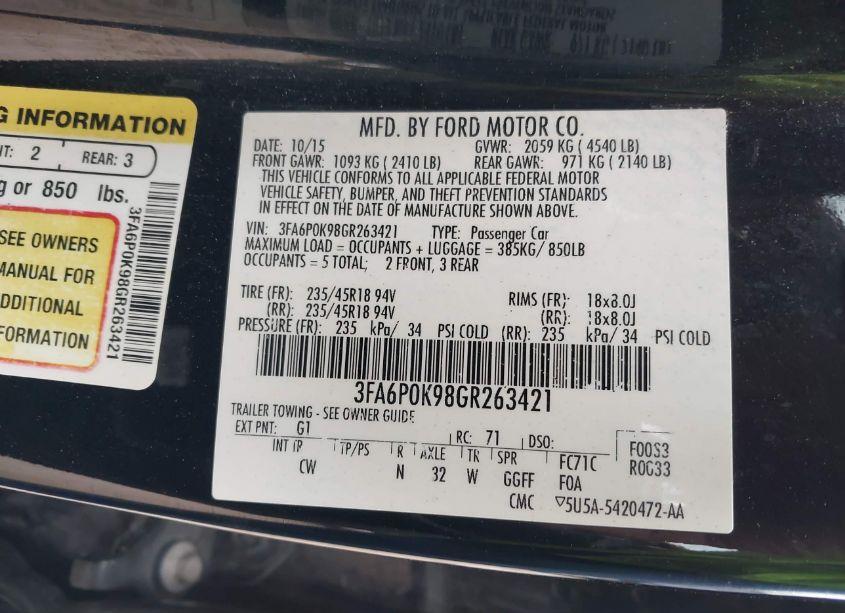 G INFORMATION
T: 2 REAR: 3
g or 850 lbs.
SEE OWNERS
MANUAL FOR
ADDITIONAL
FORMATION
3FA6P0K98GR263421
MFD. BY FORD MOTOR CO.
DATE: 10/15 GVWR: 2059 KG ( 4540 LB)
FRONT GAWR: 1093 KG ( 2410 LB) REAR GAWR: 971 KG ( 2140 LB)
THIS VEHICLE CONFORMS TO ALL APPLICABLE FEDERAL MOTOR
VEHICLE SAFETY, BUMPER, AND THEFT PREVENTION STANDARDS
IN EFFECT ON THE DATE OF MANUFACTURE SHOWN ABOVE.
VIN: 3FA6P0K98GR263421 TYPE: Passenger Car
MAXIMUM LOAD = OCCUPANTS + LUGGAGE = 385KG/ 850LB
OCCUPANTS = 5 TOTAL; 2 FRONT, 3 REAR
TIRE (FR): 235/45R18 94V RIMS (FR): 18x8.0J
(RR): 235/45R18 94V (RR): 18x8.0J
PRESSURE (FR): 235 kPa/ 34 PSI COLD (RR): 235 kPa/ 34 PSI COLD
3FA6P0K98GR263421
TRAILER TOWING - SEE OWNER GUIDE
EXT PNT: G1 RC: 71 DSO: F00S3
INT TP TP/PS R AXLE TR SPR FC71C R0G33
CW N 32 W GGFF F0A
CMC ▽5U5A-5420472-AA